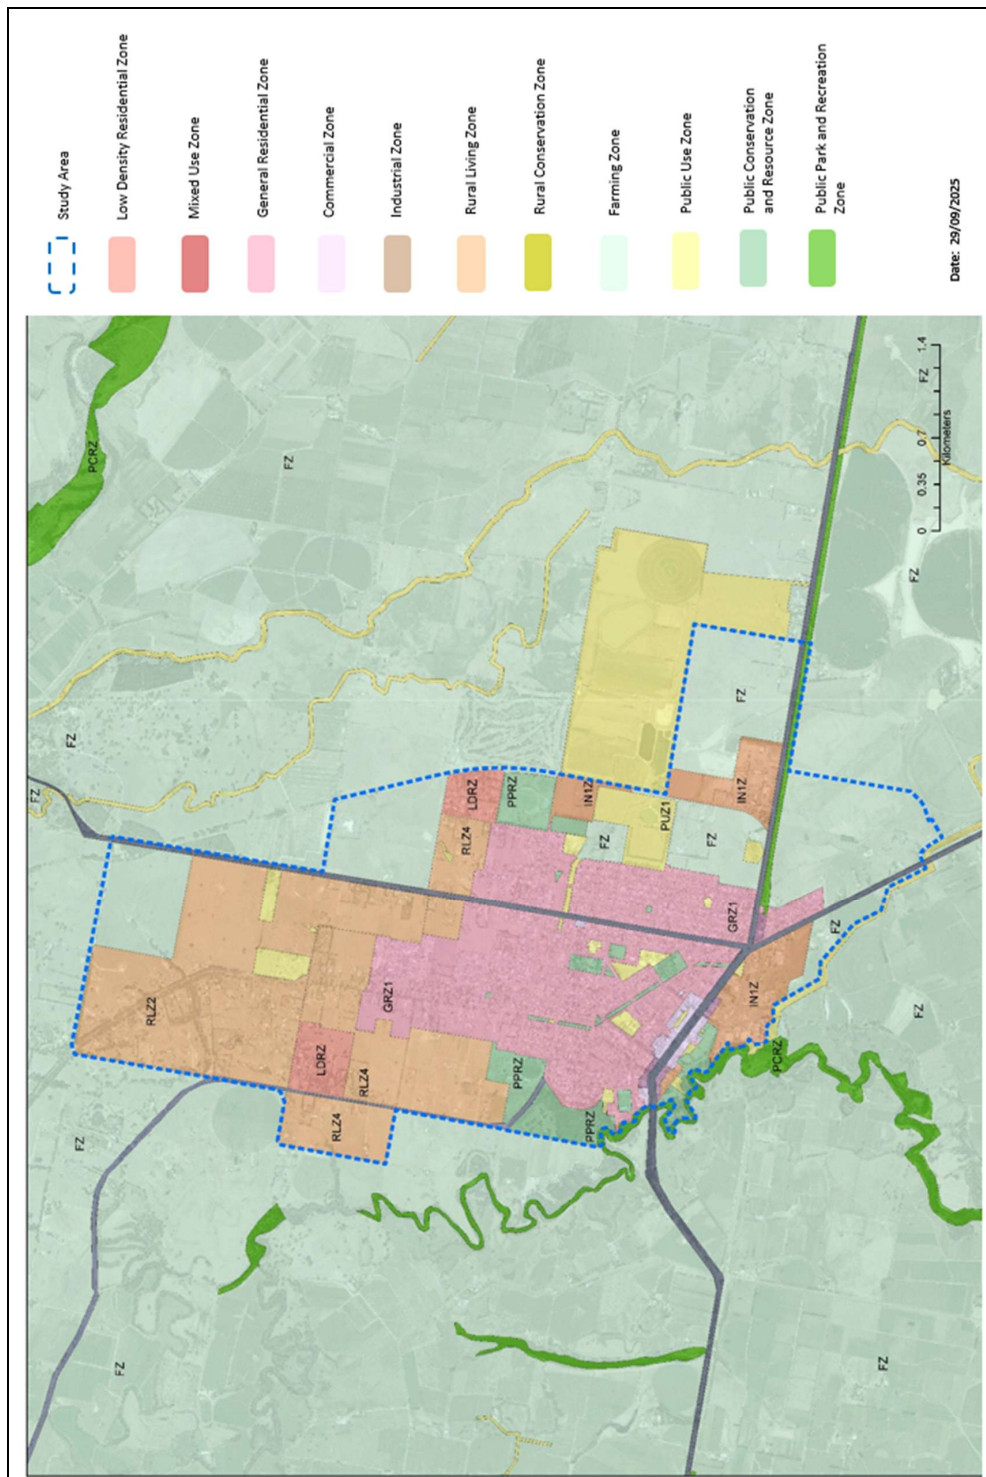 Study Area
Low Density Residential Zone
Mixed Use Zone
General Residential Zone
Commercial Zone
Industrial Zone
Rural Living Zone
Rural Conservation Zone
Farming Zone
Public Use Zone
Public Conservation
and Resource Zone
Public Park and Recreation
Zone
Date: 29/09/2025
FZ
FZ
RLZ2
FZ
FZ
PCRZ
FZ
RLZ4
LDRZ
RLZ4
GRZ1
RLZ4
LDRZ
PPRZ
PPRZ
PPRZ
IN1Z
FZ
PUZ1
FZ
IN1Z
FZ
GRZ1
IN1Z
PCRZ
FZ
FZ
FZ
FZ
FZ
0 0.35 0.7 1.4
Kilometers